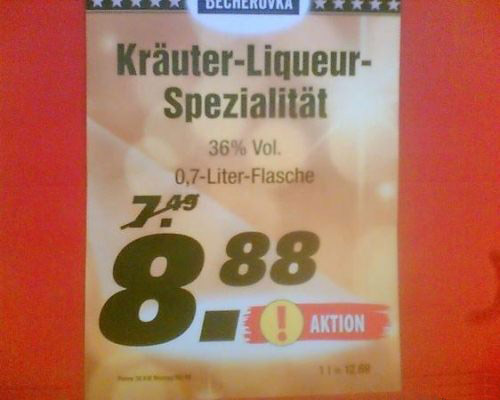 BECHEROVKA
Kräuter-Liqueur-
Spezialität
36% Vol.
0,7-Liter-Flasche
7.49
8.88
! AKTION
1 l = 12.69